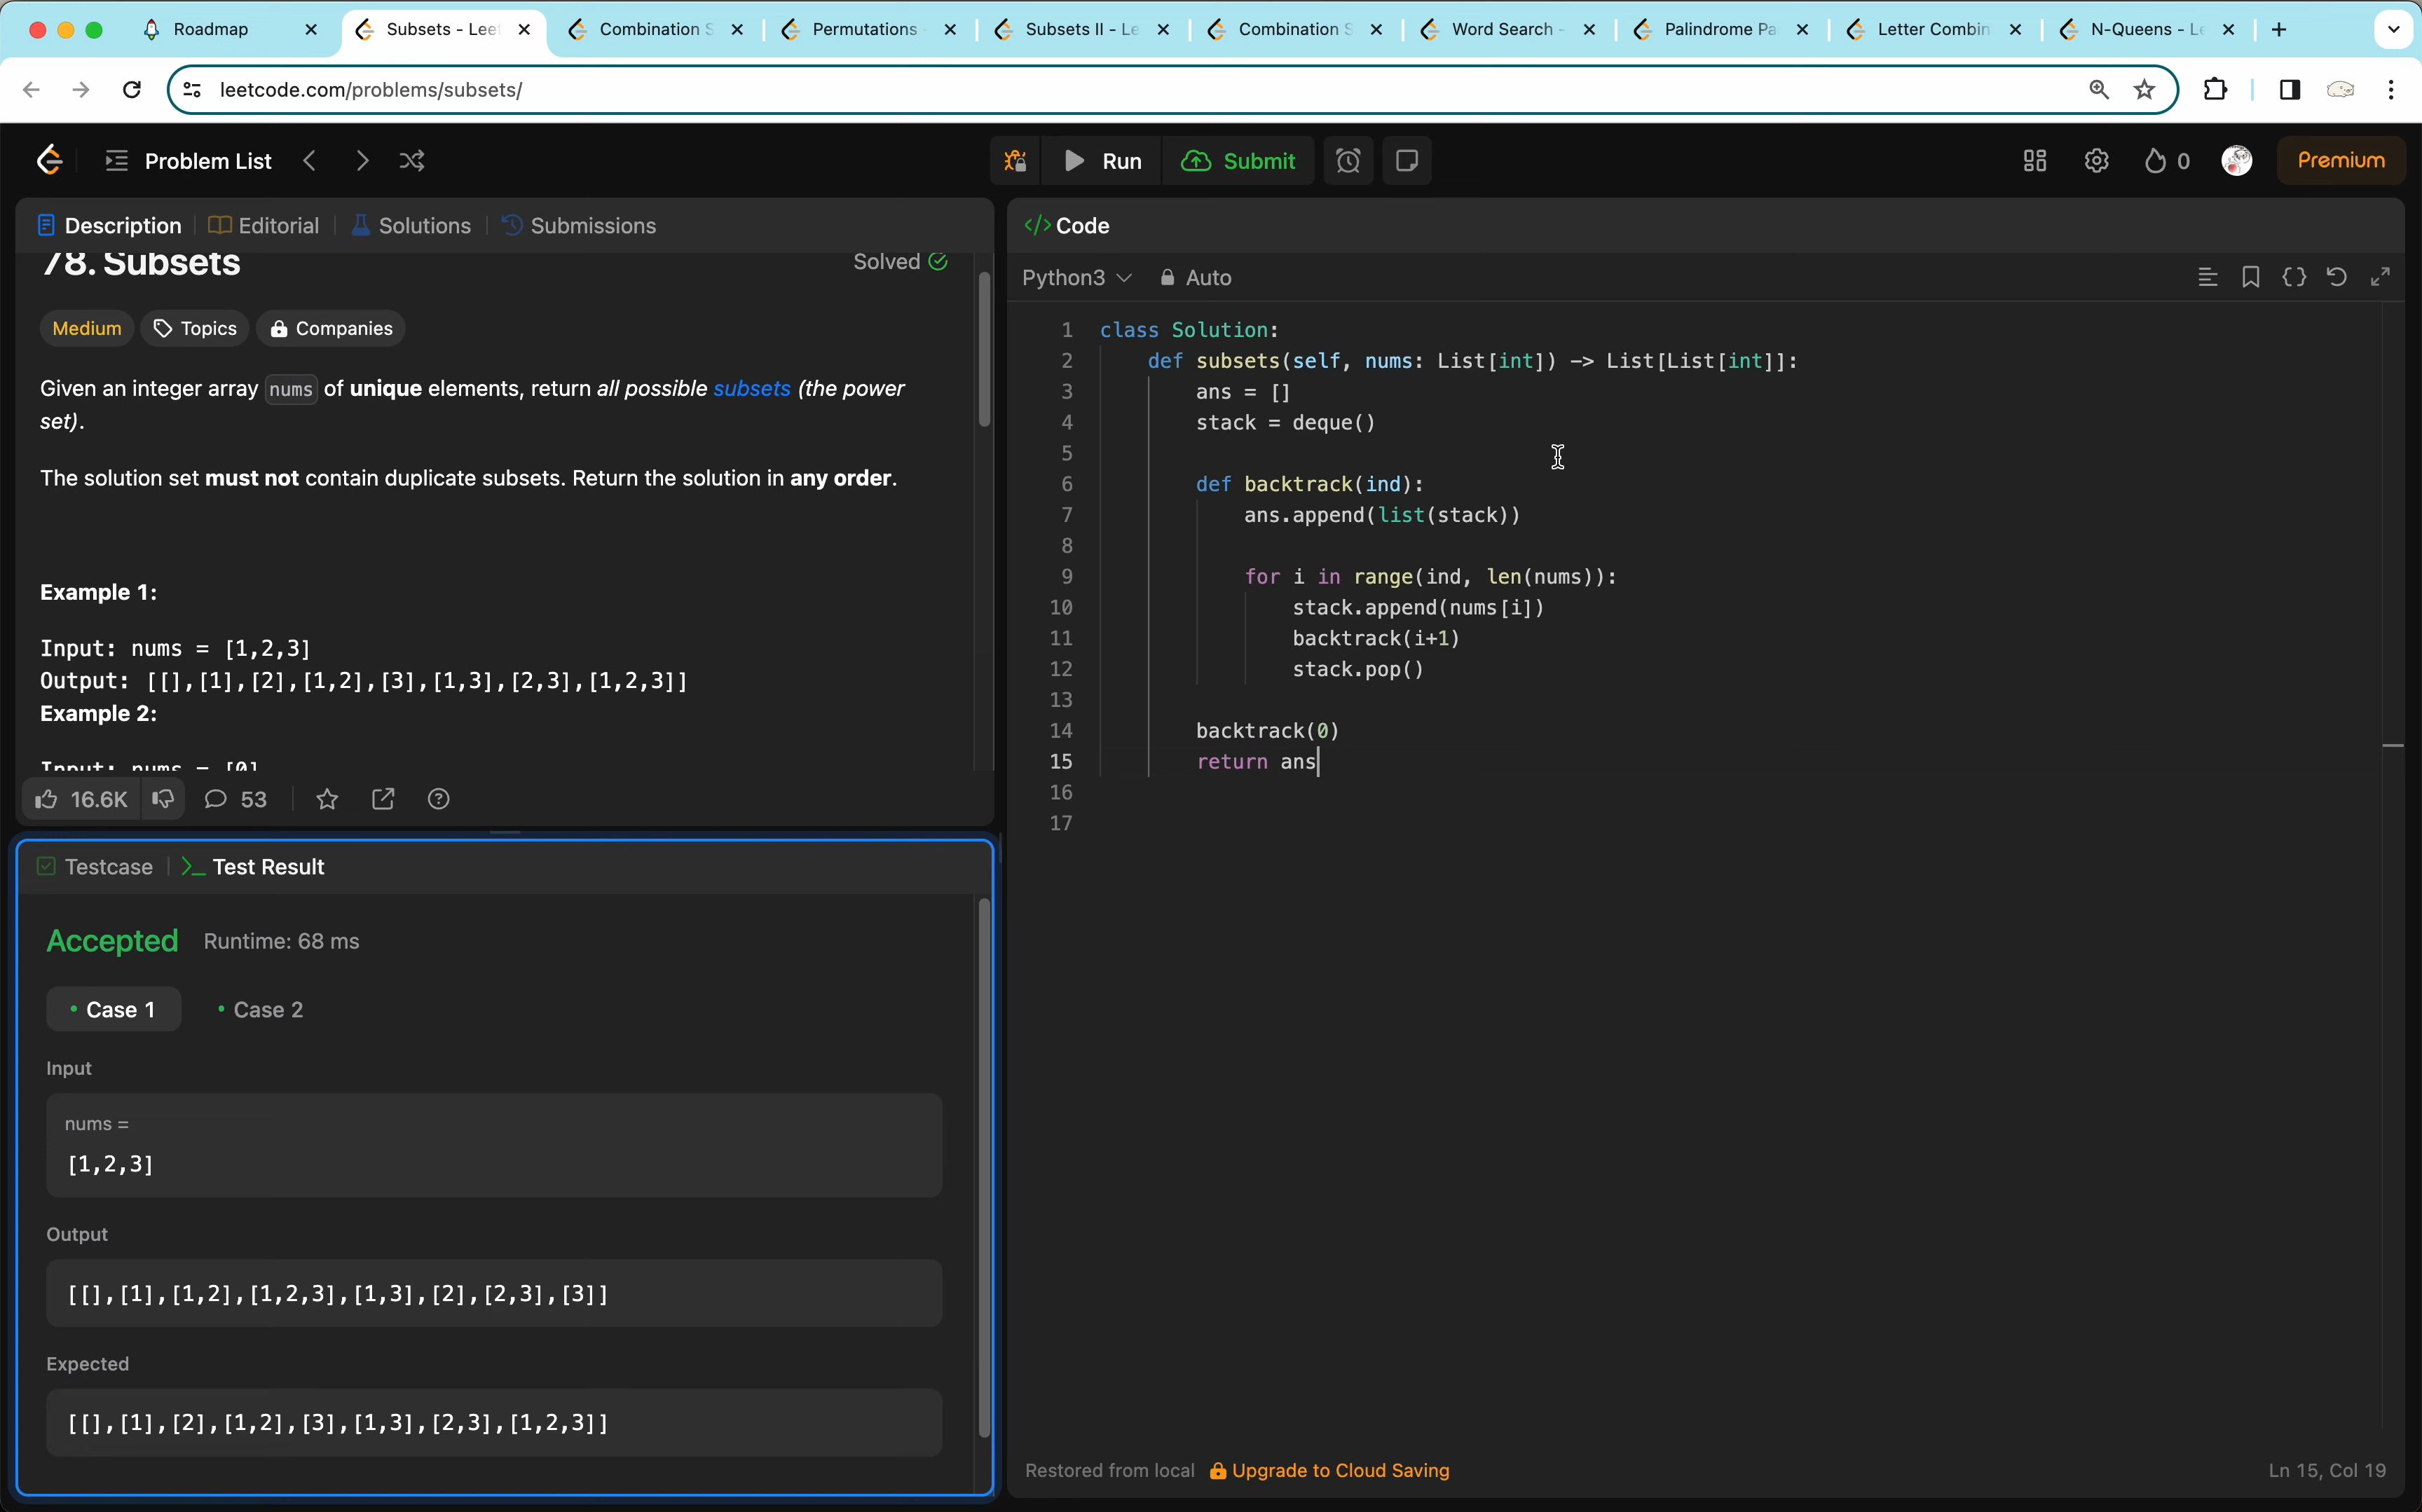 Roadmap
Subsets - Leet
Combination S
Permutations -
Subsets II - Le
Combination S
Word Search -
Palindrome Pa
Letter Combin
N-Queens - Le
leetcode.com/problems/subsets/
Problem List
Run
Submit
0
Premium
Description
Editorial
Solutions
Submissions
78. Subsets
Solved
Medium
Topics
Companies
Given an integer array nums of unique elements, return all possible subsets (the power
set).
The solution set must not contain duplicate subsets. Return the solution in any order.
Example 1:
Input: nums = [1,2,3]
Output: [[],[1],[2],[1,2],[3],[1,3],[2,3],[1,2,3]]
Example 2:
Input: nums = [0]
16.6K
53
Testcase
>_ Test Result
Accepted
Runtime: 68 ms
Case 1
Case 2
Input
nums =
[1,2,3]
Output
[[],[1],[1,2],[1,2,3],[1,3],[2],[2,3],[3]]
Expected
[[],[1],[2],[1,2],[3],[1,3],[2,3],[1,2,3]]
</> Code
Python3
Auto
1 class Solution:
2     def subsets(self, nums: List[int]) -> List[List[int]]:
3         ans = []
4         stack = deque()
5
6         def backtrack(ind):
7             ans.append(list(stack))
8
9             for i in range(ind, len(nums)):
10                 stack.append(nums[i])
11                 backtrack(i+1)
12                 stack.pop()
13
14         backtrack(0)
15         return ans
16
17
Restored from local
Upgrade to Cloud Saving
Ln 15, Col 19